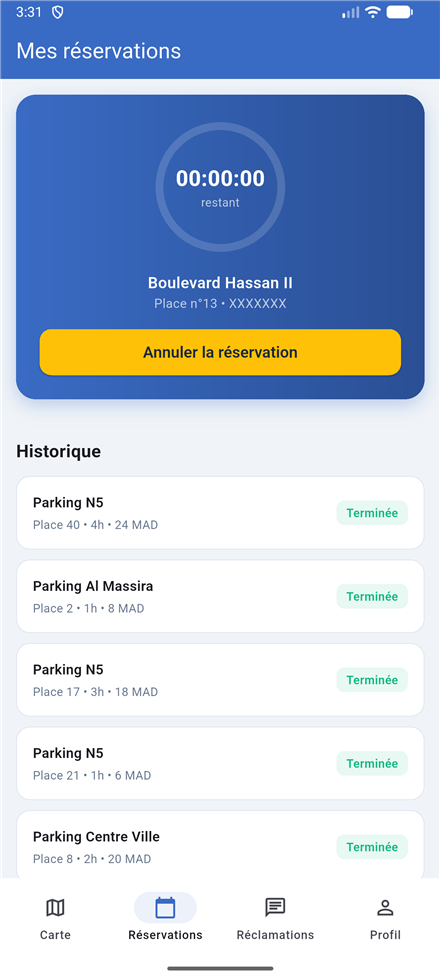 3:31
Mes réservations
00:00:00
restant
Boulevard Hassan II
Place n°13 • XXXXXXX
Annuler la réservation
Historique
Parking N5
Place 40 • 4h • 24 MAD
Terminée
Parking Al Massira
Place 2 • 1h • 8 MAD
Terminée
Parking N5
Place 17 • 3h • 18 MAD
Terminée
Parking N5
Place 21 • 1h • 6 MAD
Terminée
Parking Centre Ville
Place 8 • 2h • 20 MAD
Terminée
Carte
Réservations
Réclamations
Profil